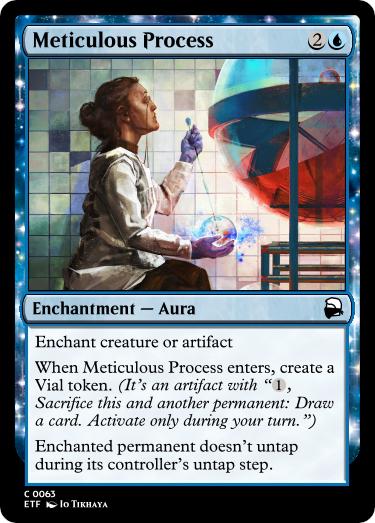 Meticulous Process 2
Enchantment — Aura
Enchant creature or artifact
When Meticulous Process enters, create a
Vial token. (It's an artifact with “1,
Sacrifice this and another permanent: Draw
a card. Activate only during your turn.”)
Enchanted permanent doesn't untap
during its controller's untap step.
C 0063
ETF Io Tikhaya